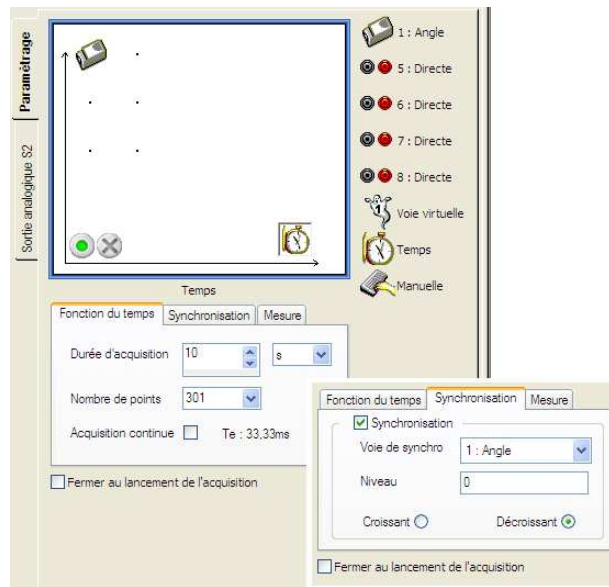 Paramétrage
Sortie analogique S2
1 : Angle
5 : Directe
6 : Directe
7 : Directe
8 : Directe
Voie virtuelle
Temps
Manuelle
Temps
Fonction du temps Synchronisation Mesure
Durée d'acquisition 10 s
Nombre de points 301
Acquisition continue Te : 33,33ms
Fermer au lancement de l'acquisition
Fonction du temps Synchronisation Mesure
Synchronisation
Voie de synchro 1 : Angle
Niveau 0
Croissant Décroissant
Fermer au lancement de l'acquisition